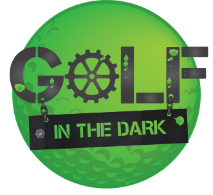 GOLF
IN THE DARK